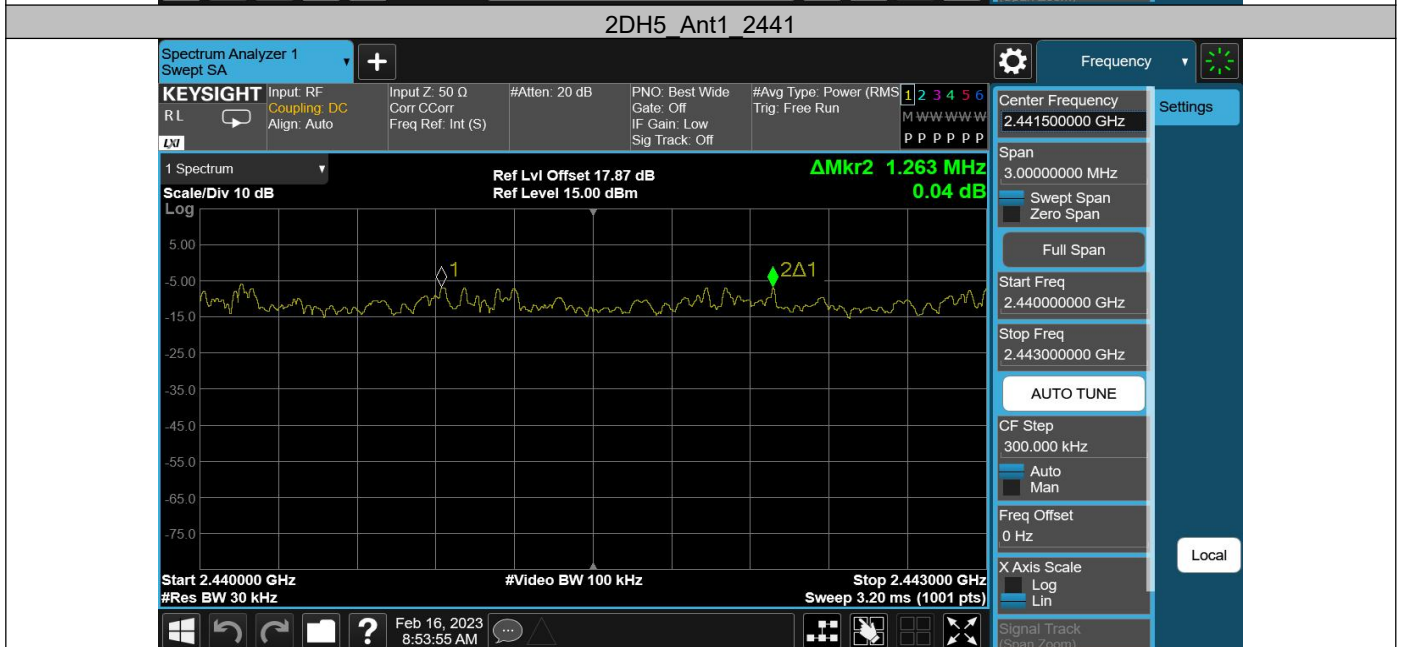 2DH5_Ant1_2441
Spectrum Analyzer 1
Swept SA
Frequency
KEYSIGHT
RL
LXI
Input: RF
Coupling: DC
Align: Auto
Input Z: 50 Ω
Corr CCorr
Freq Ref: Int (S)
#Atten: 20 dB
PNO: Best Wide
Gate: Off
IF Gain: Low
Sig Track: Off
#Avg Type: Power (RMS
Trig: Free Run
1 2 3 4 5 6
M W W W W W
P P P P P P
Center Frequency
2.441500000 GHz
Settings
1 Spectrum
Scale/Div 10 dB
Log
Ref Lvl Offset 17.87 dB
Ref Level 15.00 dBm
ΔMkr2 1.263 MHz
0.04 dB
Span
3.00000000 MHz
Swept Span
Zero Span
Full Span
Start Freq
2.440000000 GHz
Stop Freq
2.443000000 GHz
AUTO TUNE
CF Step
300.000 kHz
Auto
Man
Freq Offset
0 Hz
X Axis Scale
Log
Lin
Signal Track
(Span Zoom)
Local
5.00
-5.00
-15.0
-25.0
-35.0
-45.0
-55.0
-65.0
-75.0
1
2Δ1
Start 2.440000 GHz
#Video BW 100 kHz
Stop 2.443000 GHz
#Res BW 30 kHz
Sweep 3.20 ms (1001 pts)
?
Feb 16, 2023
8:53:55 AM